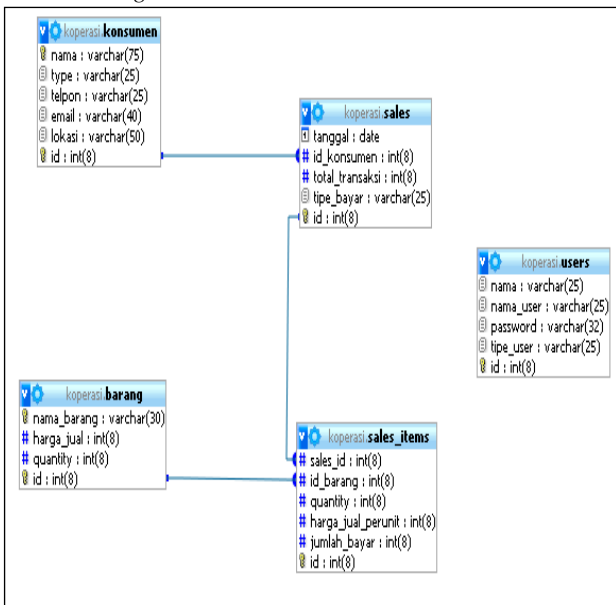 koperasi.konsumen
nama : varchar(75)
type : varchar(25)
telpon : varchar(25)
email : varchar(40)
lokasi : varchar(50)
id : int(8)
koperasi.sales
tanggal : date
id_konsumen : int(8)
total_transaksi : int(8)
tipe_bayar : varchar(25)
id : int(8)
koperasi.users
nama : varchar(25)
nama_user : varchar(25)
password : varchar(32)
tipe_user : varchar(25)
id : int(8)
koperasi.barang
nama_barang : varchar(30)
harga_jual : int(8)
quantity : int(8)
id : int(8)
koperasi.sales_items
sales_id : int(8)
id_barang : int(8)
quantity : int(8)
harga_jual_perunit : int(8)
jumlah_bayar : int(8)
id : int(8)